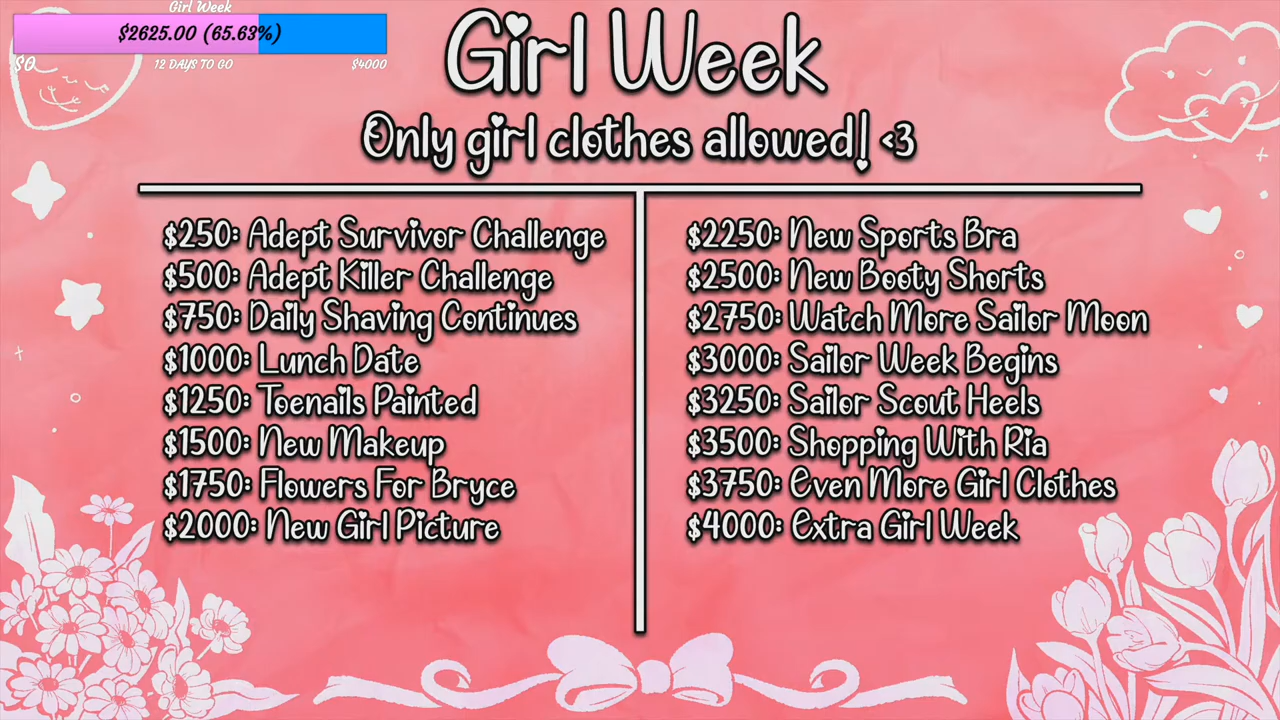 Girl Week
$2625.00 (65.63%)
$0 12 DAYS TO GO $4000
Girl Week
Only girl clothes allowed! <3
$250: Adept Survivor Challenge
$500: Adept Killer Challenge
$750: Daily Shaving Continues
$1000: Lunch Date
$1250: Toenails Painted
$1500: New Makeup
$1750: Flowers For Bryce
$2000: New Girl Picture
$2250: New Sports Bra
$2500: New Booty Shorts
$2750: Watch More Sailor Moon
$3000: Sailor Week Begins
$3250: Sailor Scout Heels
$3500: Shopping With Ria
$3750: Even More Girl Clothes
$4000: Extra Girl Week